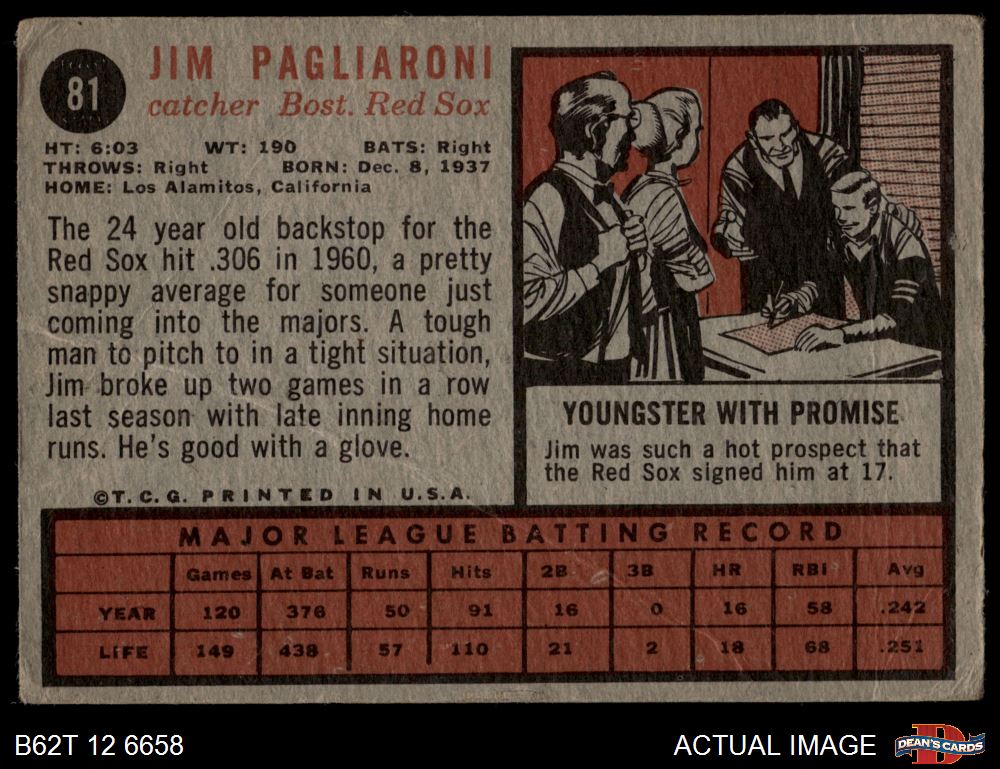 81
JIM PAGLIARONI
catcher Bost. Red Sox
HT: 6:03 WT: 190 BATS: Right
THROWS: Right BORN: Dec. 8, 1937
HOME: Los Alamitos, California
The 24 year old backstop for the
Red Sox hit .306 in 1960, a pretty
snappy average for someone just
coming into the majors. A tough
man to pitch to in a tight situation,
Jim broke up two games in a row
last season with late inning home
runs. He's good with a glove.
©T. C. G. PRINTED IN U.S.A.
YOUNGSTER WITH PROMISE
Jim was such a hot prospect that
the Red Sox signed him at 17.
MAJOR LEAGUE BATTING RECORD
Games At Bat Runs Hits 2B 3B HR RBI Avg
YEAR 120 376 50 91 16 0 16 58 .242
LIFE 149 438 57 110 21 2 18 68 .251
B62T 12 6658
ACTUAL IMAGE
D
DEAN'S CARDS